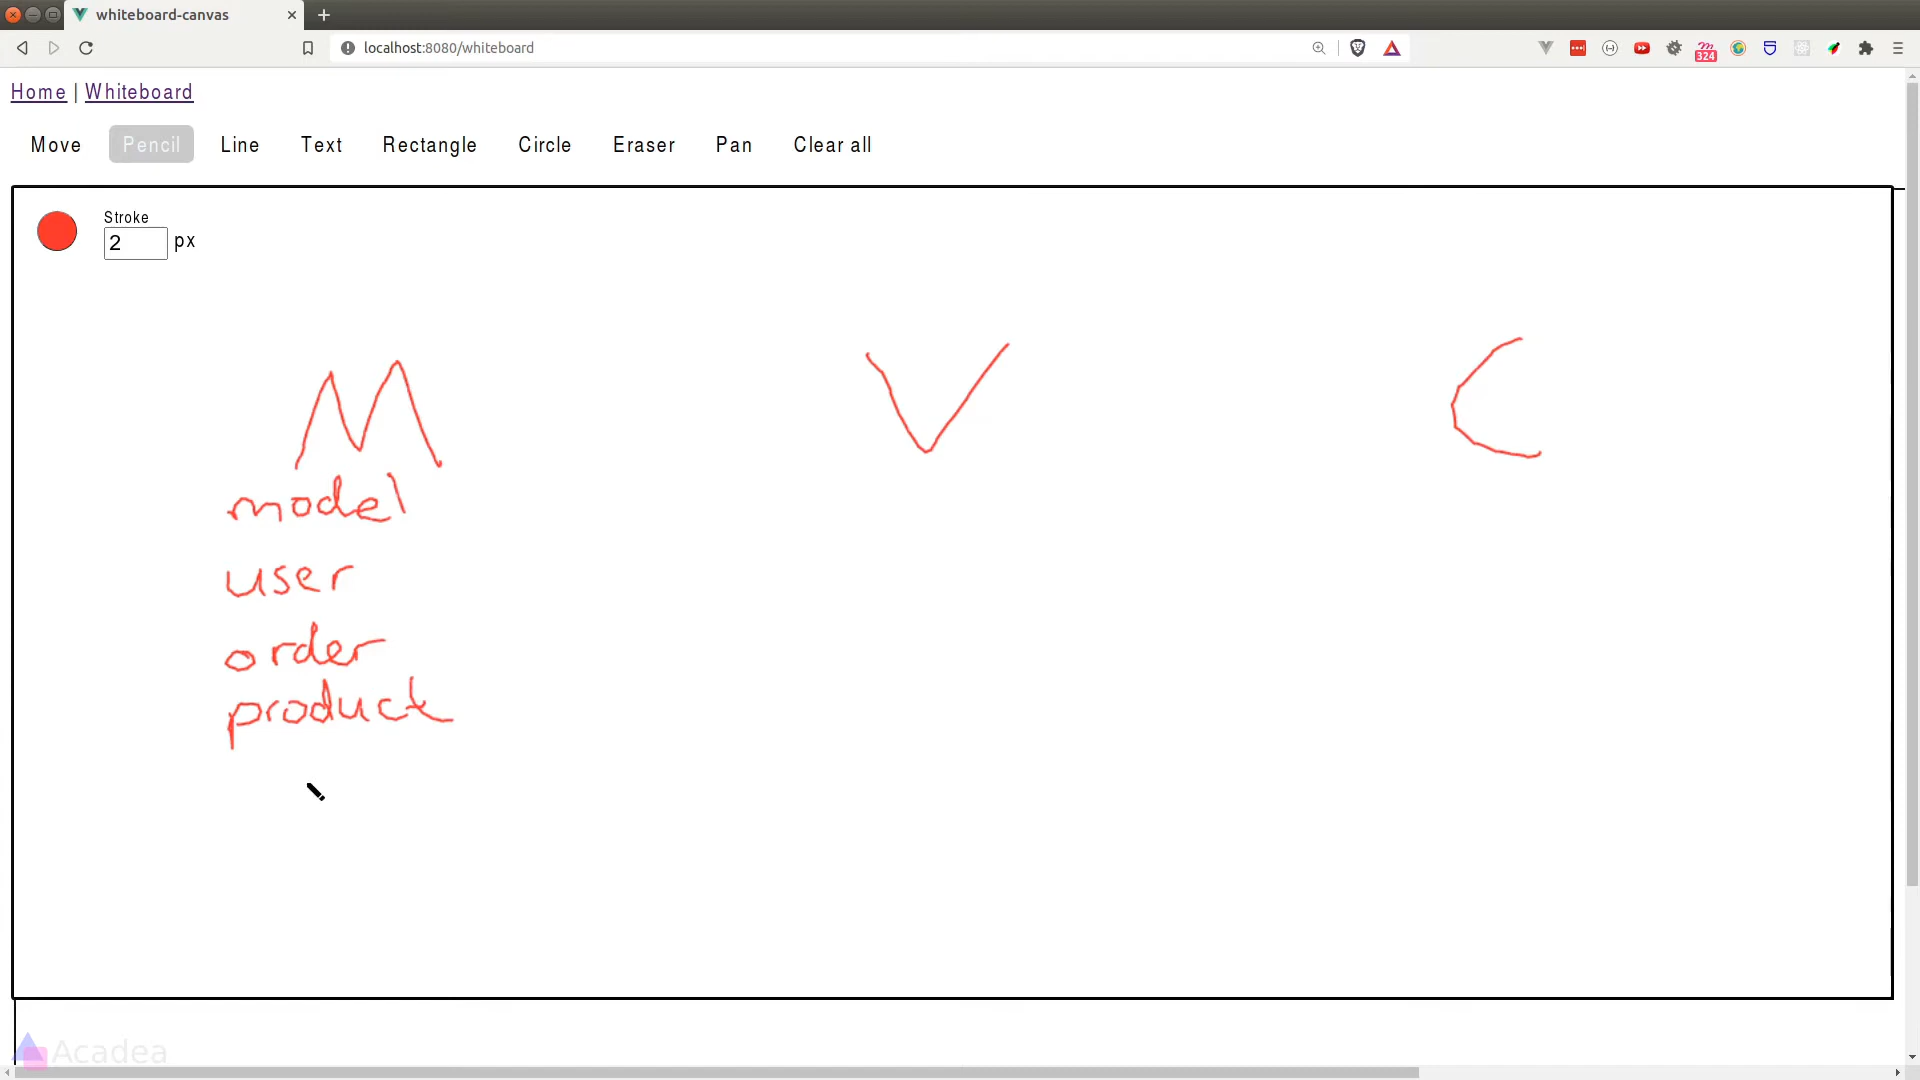 whiteboard-canvas
localhost:8080/whiteboard
324
Home | Whiteboard
Move Pencil Line Text Rectangle Circle Eraser Pan Clear all
Stroke
2 px
M V C
model
user
order
product
Acadea